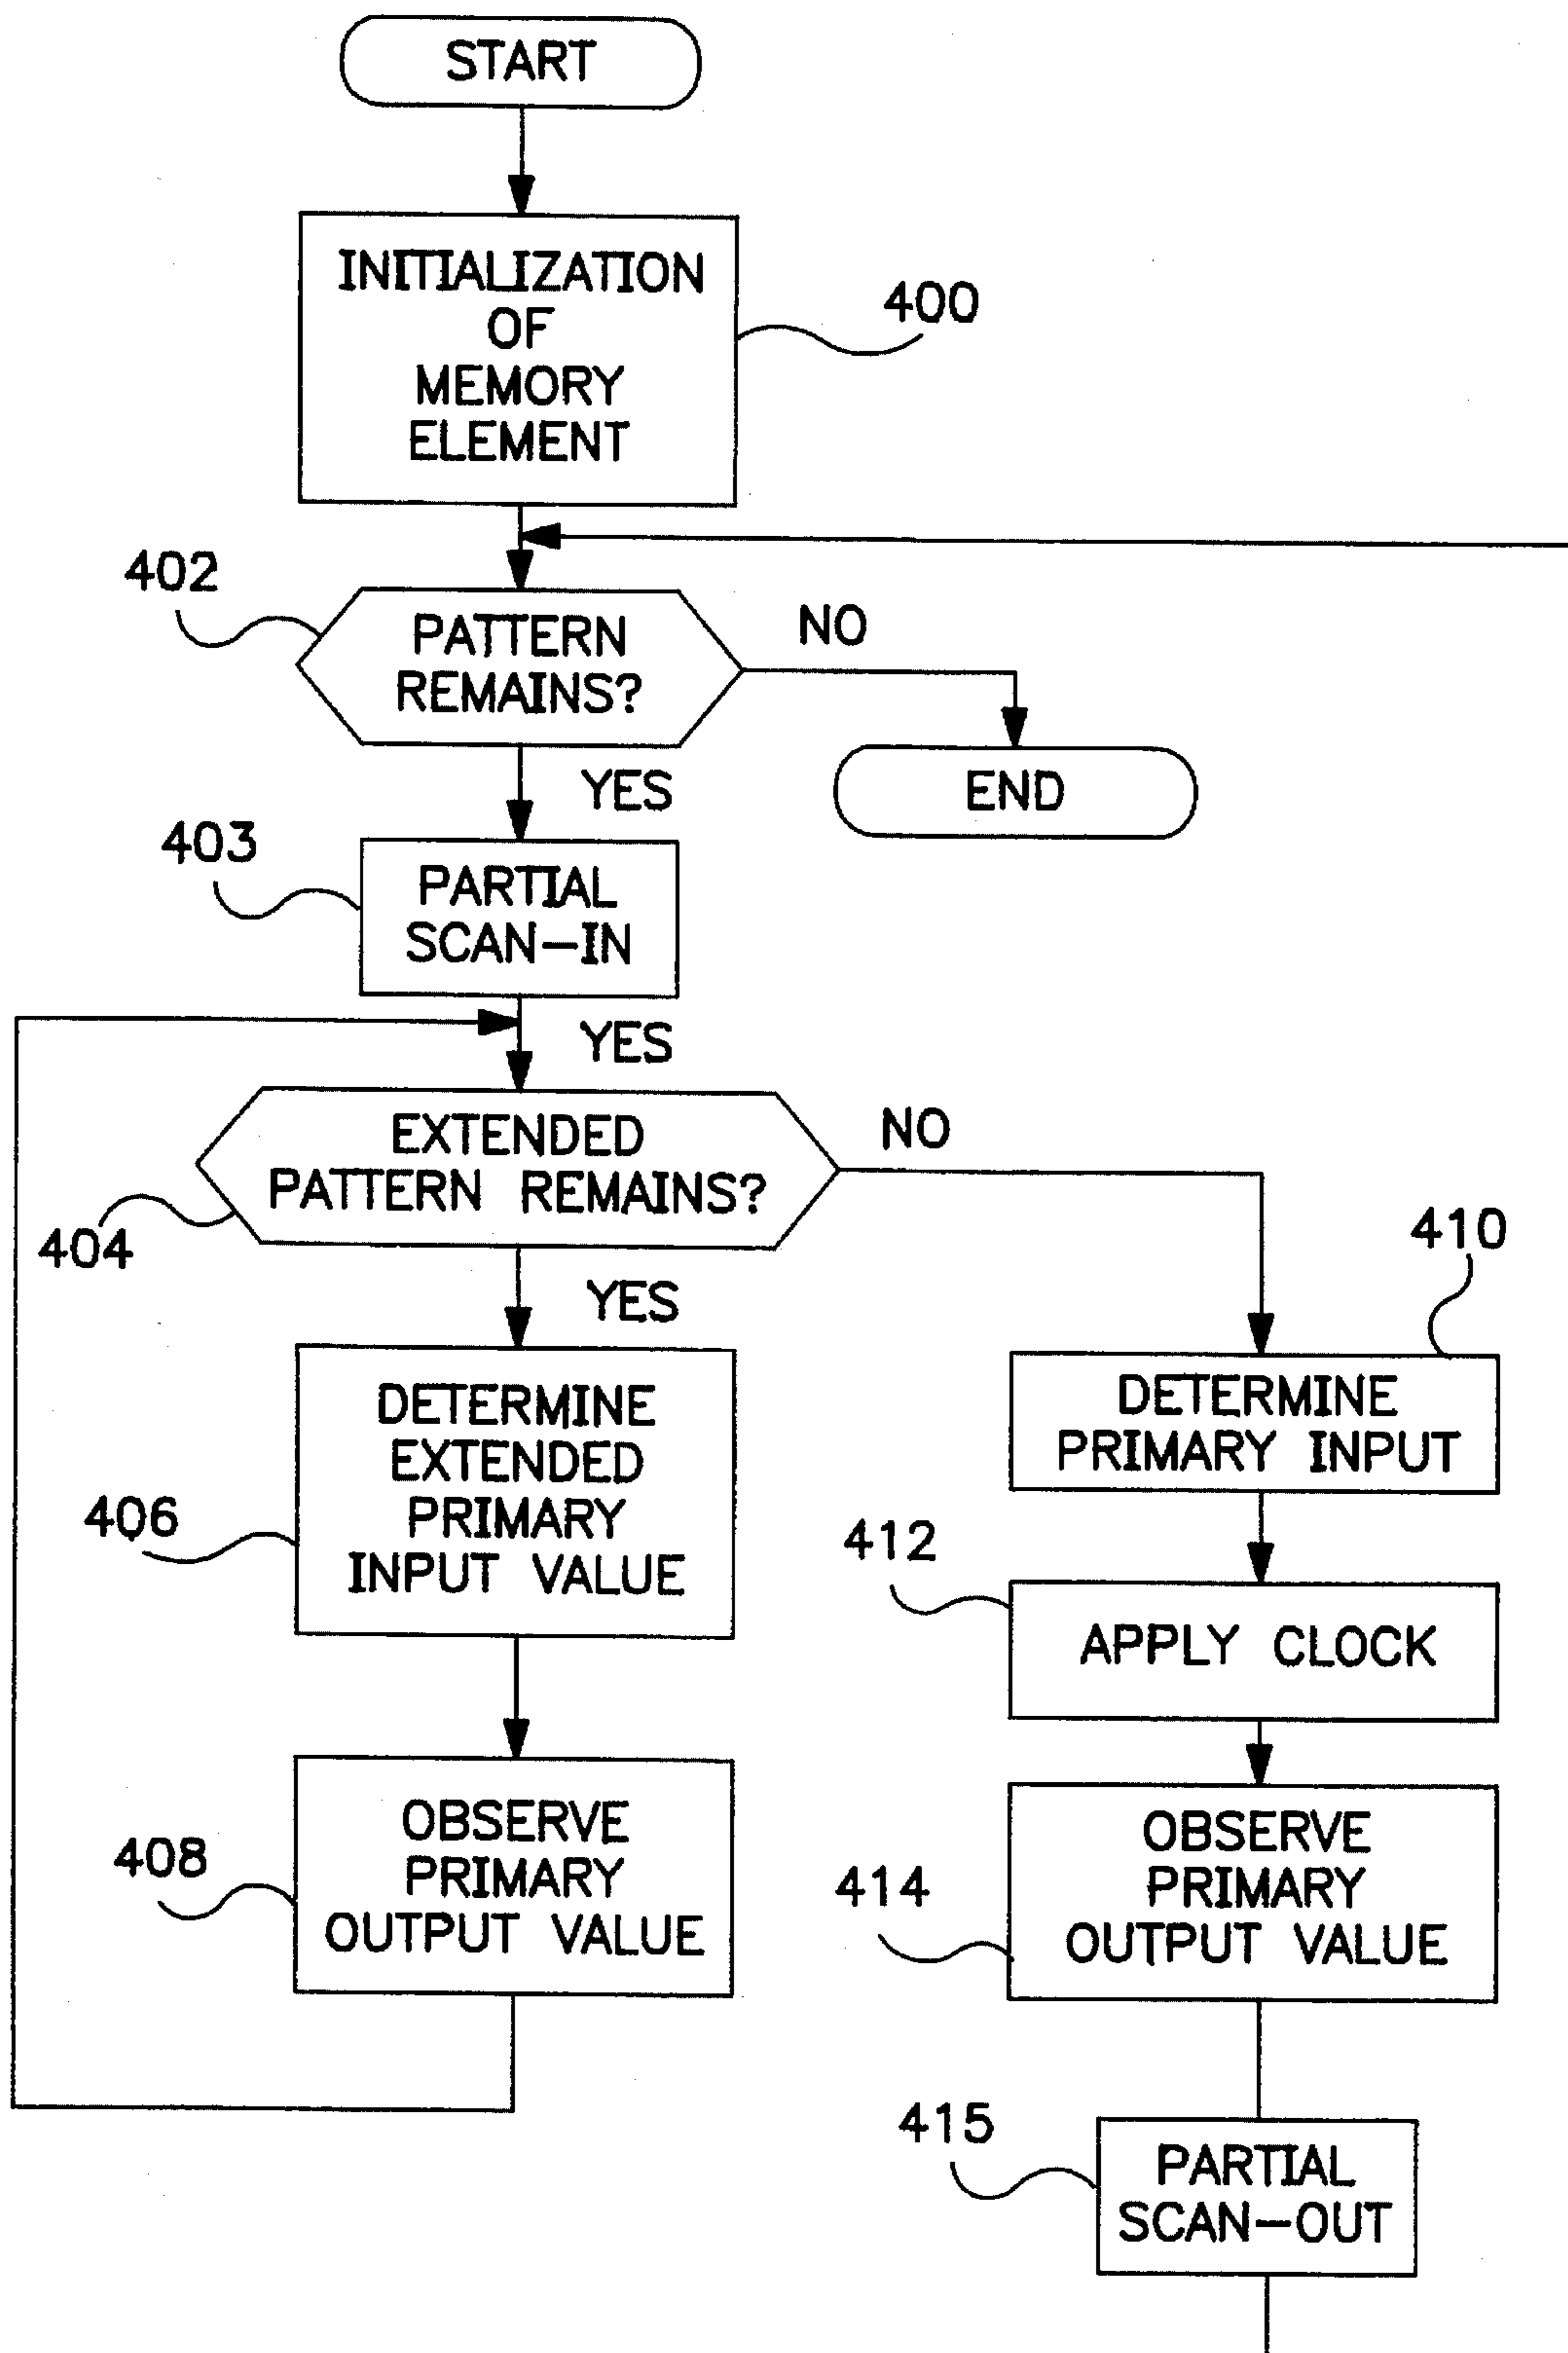 START
INITIALIZATION
OF
MEMORY
ELEMENT
400
402
PATTERN
REMAINS?
NO
END
YES
403
PARTIAL
SCAN-IN
YES
EXTENDED
PATTERN REMAINS?
NO
404
YES
410
DETERMINE
PRIMARY INPUT
DETERMINE
EXTENDED
PRIMARY
INPUT VALUE
406
412
APPLY CLOCK
OBSERVE
PRIMARY
OUTPUT VALUE
408
414
OBSERVE
PRIMARY
OUTPUT VALUE
415
PARTIAL
SCAN-OUT